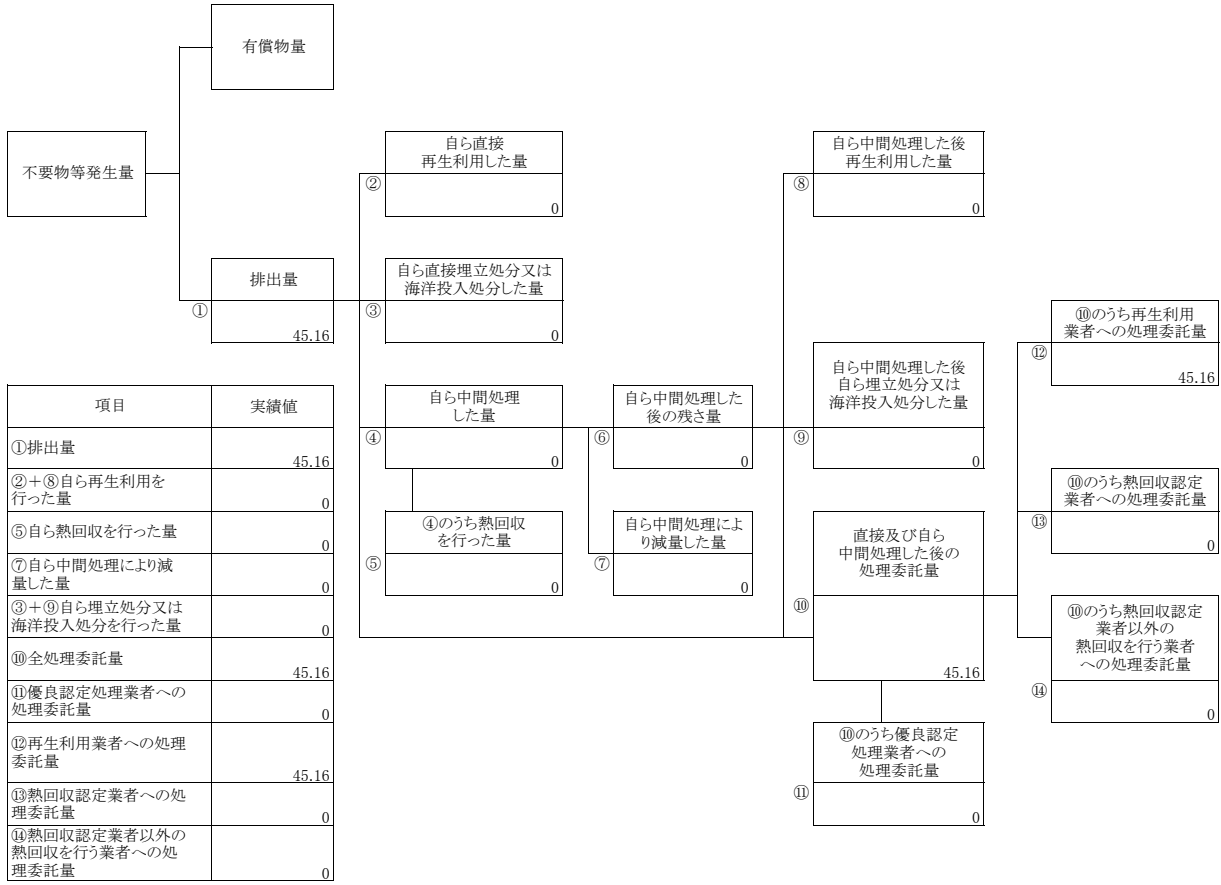 有償物量
不要物等発生量
自ら直接
再生利用した量
②
0
自ら中間処理した後
再生利用した量
⑧
0
排出量
①
45.16
自ら直接埋立処分又は
海洋投入処分した量
③
0
⑩のうち再生利用
業者への処理委託量
⑫
45.16
自ら中間処理
した量
④
0
自ら中間処理した
後の残さ量
⑥
0
自ら中間処理した後
自ら埋立処分又は
海洋投入処分した量
⑨
0
④のうち熱回収
を行った量
⑤
0
自ら中間処理によ
り減量した量
⑦
0
直接及び自ら
中間処理した後の
処理委託量
⑩
45.16
⑩のうち熱回収認定
業者への処理委託量
⑬
0
⑩のうち熱回収認定
業者以外の
熱回収を行う業者
への処理委託量
⑭
0
⑩のうち優良認定
処理業者への
処理委託量
⑪
0
項目 実績値
①排出量
45.16
②+⑧自ら再生利用を
行った量
0
⑤自ら熱回収を行った量
0
⑦自ら中間処理により減
量した量
0
③+⑨自ら埋立処分又は
海洋投入処分を行った量
0
⑩全処理委託量
45.16
⑪優良認定処理業者への
処理委託量
0
⑫再生利用業者への処理
委託量
45.16
⑬熱回収認定業者への処
理委託量
0
⑭熱回収認定業者以外の
熱回収を行う業者への処
理委託量
0